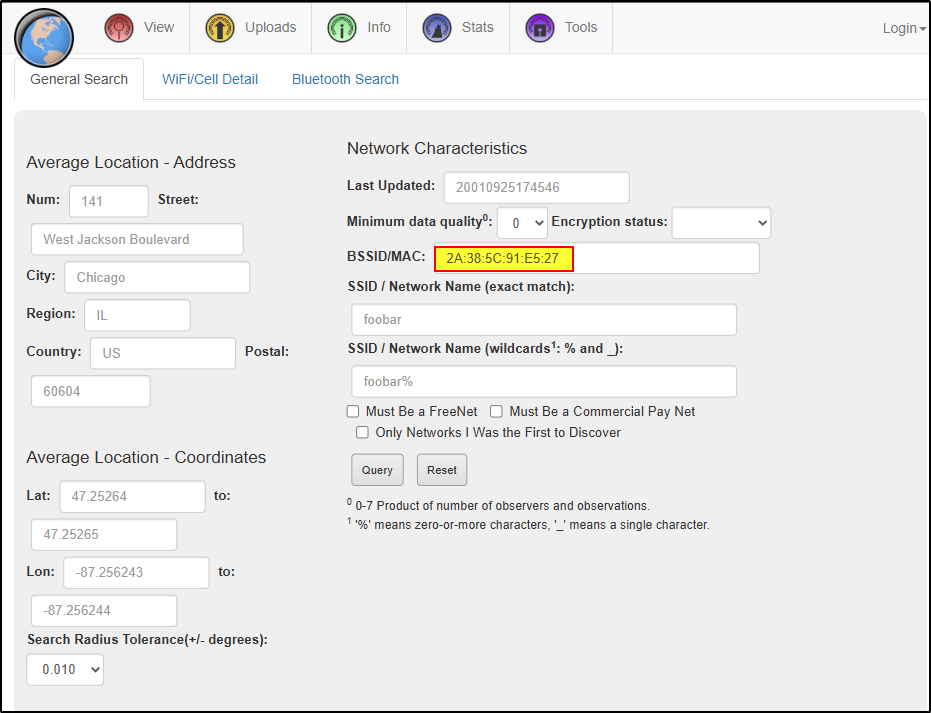 View Uploads Info Stats Tools Login
General Search WiFi/Cell Detail Bluetooth Search
Average Location - Address
Num: 141 Street:
West Jackson Boulevard
City: Chicago
Region: IL
Country: US Postal:
60604
Average Location - Coordinates
Lat: 47.25264 to:
47.25265
Lon: -87.256243 to:
-87.256244
Search Radius Tolerance(+/- degrees):
0.010
Network Characteristics
Last Updated: 20010925174546
Minimum data quality⁰: 0 Encryption status:
BSSID/MAC: 2A:38:5C:91:E5:27
SSID / Network Name (exact match):
foobar
SSID / Network Name (wildcards¹: % and _):
foobar%
Must Be a FreeNet Must Be a Commercial Pay Net
Only Networks I Was the First to Discover
Query Reset
⁰ 0-7 Product of number of observers and observations.
¹ '%' means zero-or-more characters, '_' means a single character.